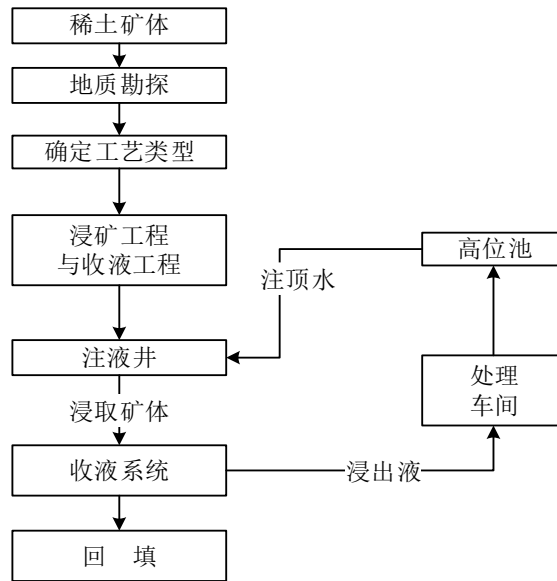 稀土矿体
地质勘探
确定工艺类型
浸矿工程
与收液工程
高位池
注顶水
注液井
处理
车间
浸取矿体
收液系统
浸出液
回 填